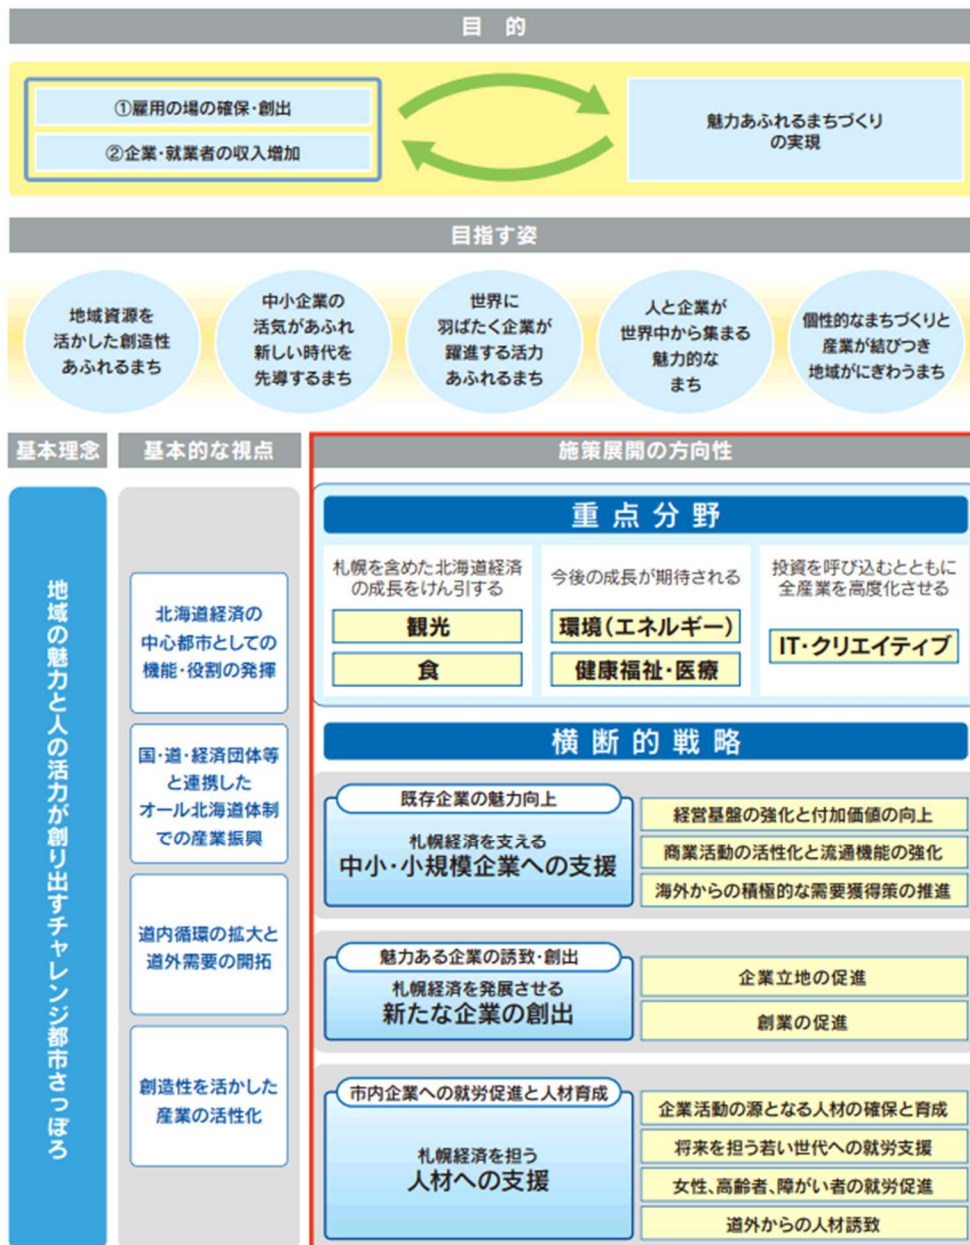 目 的
①雇用の場の確保・創出
②企業・就業者の収入増加
魅力あふれるまちづくり
の実現
目指す姿
地域資源を
活かした創造性
あふれるまち
中小企業の
活気があふれ
新しい時代を
先導するまち
世界に
羽ばたく企業が
躍進する活力
あふれるまち
人と企業が
世界中から集まる
魅力的な
まち
個性的なまちづくりと
産業が結びつき
地域がにぎわうまち
基本理念
地域の魅力と人の活力が創り出すチャレンジ都市さっぽろ
基本的な視点
北海道経済の
中心都市としての
機能・役割の発揮
国・道・経済団体等
と連携した
オール北海道体制
での産業振興
道内循環の拡大と
道外需要の開拓
創造性を活かした
産業の活性化
施策展開の方向性
重点分野
札幌を含めた北海道経済
の成長をけん引する
観光
食
今後の成長が期待される
環境(エネルギー)
健康福祉・医療
投資を呼び込むとともに
全産業を高度化させる
IT・クリエイティブ
横断的戦略
既存企業の魅力向上
札幌経済を支える
中小・小規模企業への支援
経営基盤の強化と付加価値の向上
商業活動の活性化と流通機能の強化
海外からの積極的な需要獲得策の推進
魅力ある企業の誘致・創出
札幌経済を発展させる
新たな企業の創出
企業立地の促進
創業の促進
市内企業への就労促進と人材育成
札幌経済を担う
人材への支援
企業活動の源となる人材の確保と育成
将来を担う若い世代への就労支援
女性、高齢者、障がい者の就労促進
道外からの人材誘致